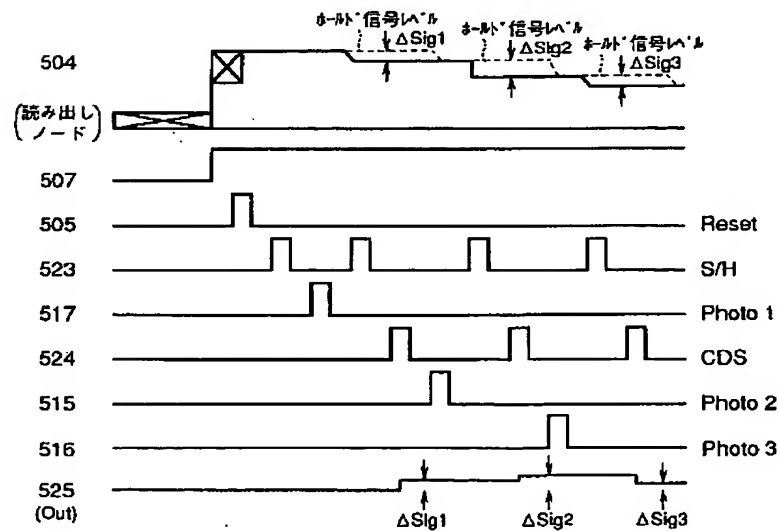 ホールド信号レベル
ΔSig1
ホールド信号レベル
ΔSig2
ホールド信号レベル
ΔSig3
504
(読み出し
ノード)
507
505
Reset
523
S/H
517
Photo 1
524
CDS
515
Photo 2
516
Photo 3
525
(Out)
ΔSig1
ΔSig2
ΔSig3